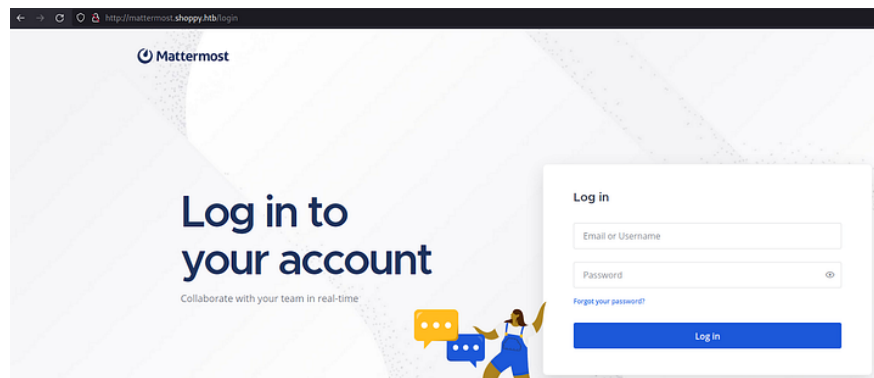 http://mattermost.shoppy.htb/login
Mattermost
Log in to
your account
Collaborate with your team in real-time
Log in
Email or Username
Password
Forgot your password?
Log in